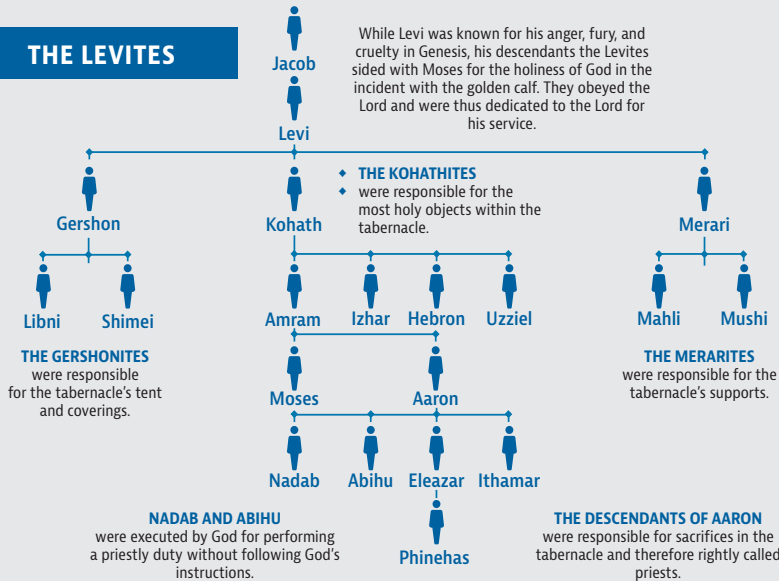 THE LEVITES
Jacob
While Levi was known for his anger, fury, and
cruelty in Genesis, his descendants the Levites
sided with Moses for the holiness of God in the
incident with the golden calf. They obeyed the
Lord and were thus dedicated to the Lord for
his service.
Levi
Gershon
Kohath
THE KOHATHITES
were responsible for the
most holy objects within the
tabernacle.
Merari
Libni
Shimei
Amram
Izhar
Hebron
Uzziel
Mahli
Mushi
THE GERSHONITES
were responsible
for the tabernacle's tent
and coverings.
THE MERARITES
were responsible for the
tabernacle's supports.
Moses
Aaron
Nadab
Abihu
Eleazar
Ithamar
NADAB AND ABIHU
were executed by God for performing
a priestly duty without following God's
instructions.
Phinehas
THE DESCENDANTS OF AARON
were responsible for sacrifices in the
tabernacle and therefore rightly called
priests.